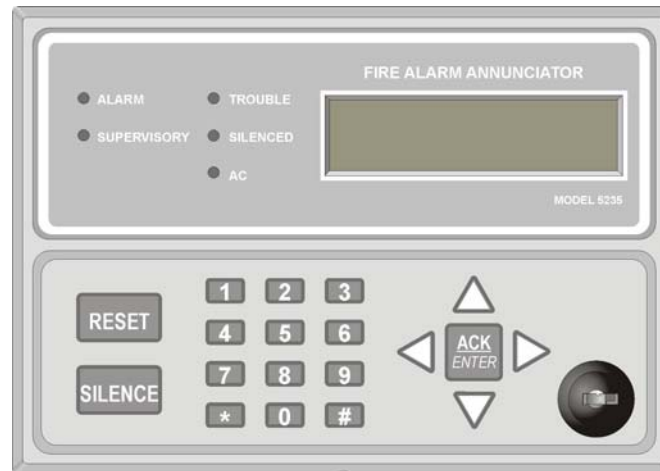 FIRE ALARM ANNUNCIATOR
ALARM TROUBLE
SUPERVISORY SILENCED
AC
MODEL 5235
RESET
SILENCE
1 2 3
4 5 6
7 8 9
* 0 #
ACK
ENTER